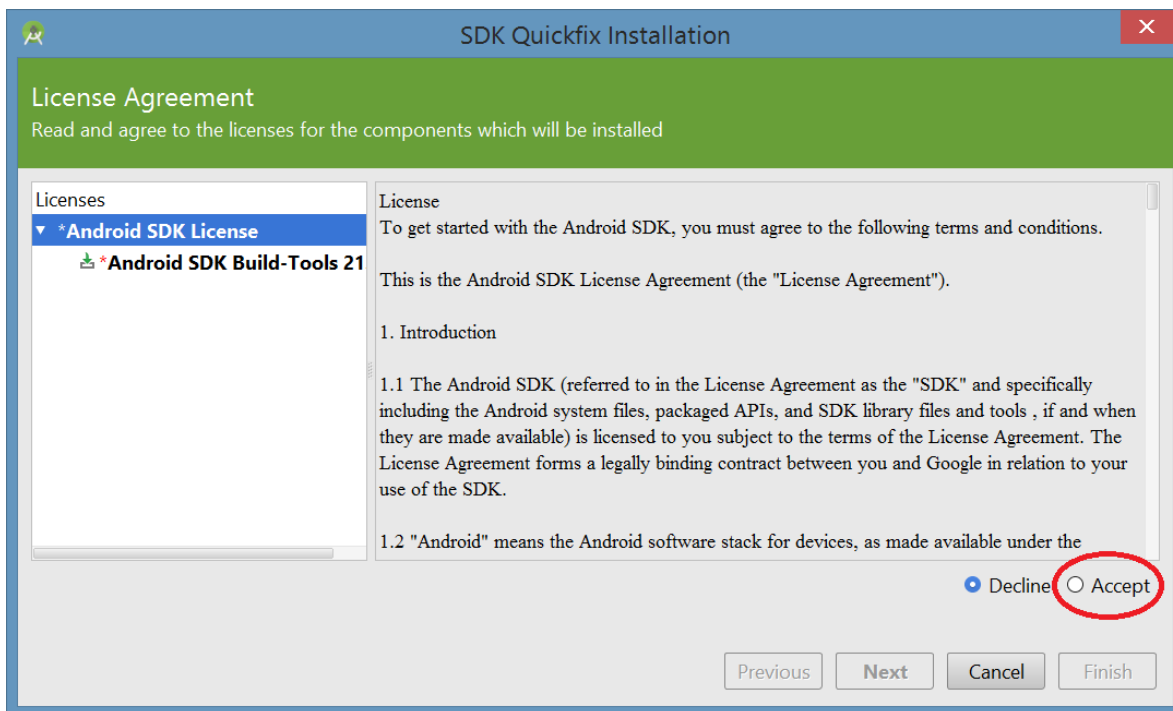 SDK Quickfix Installation
License Agreement
Read and agree to the licenses for the components which will be installed
Licenses
*Android SDK License
*Android SDK Build-Tools 21
License
To get started with the Android SDK, you must agree to the following terms and conditions.
This is the Android SDK License Agreement (the "License Agreement").
1. Introduction
1.1 The Android SDK (referred to in the License Agreement as the "SDK" and specifically
including the Android system files, packaged APIs, and SDK library files and tools , if and when
they are made available) is licensed to you subject to the terms of the License Agreement. The
License Agreement forms a legally binding contract between you and Google in relation to your
use of the SDK.
1.2 "Android" means the Android software stack for devices, as made available under the
Decline Accept
Previous Next Cancel Finish